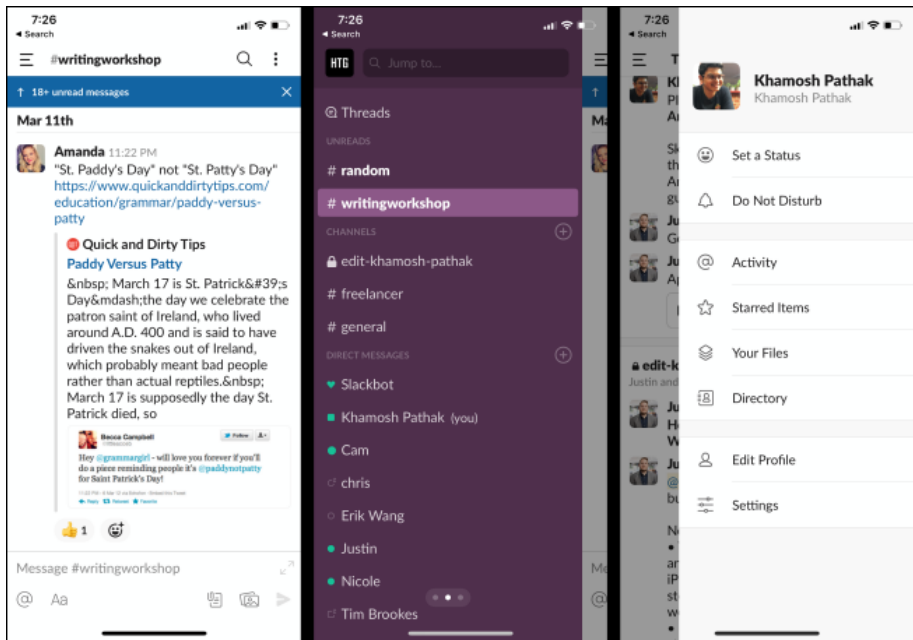 7:26
◂ Search
#writingworkshop
↑ 18+ unread messages
Mar 11th
Amanda 11:22 PM
"St. Paddy's Day" not "St. Patty's Day"
https://www.quickanddirtytips.com/
education/grammar/paddy-versus-
patty
Quick and Dirty Tips
Paddy Versus Patty
&nbsp; March 17 is St. Patrick&#39;s
Day&mdash;the day we celebrate the
patron saint of Ireland, who lived
around A.D. 400 and is said to have
driven the snakes out of Ireland,
which probably meant bad people
rather than actual reptiles.&nbsp;
March 17 is supposedly the day St.
Patrick died, so
Becca Campbell
Follow
Hey @grammargirl - will love you forever if you'll
do a piece reminding people it's @paddynotpatty
for Saint Patrick's Day!
Reply Retweet Favorite
1
Message #writingworkshop
@ Aa
7:26
◂ Search
HTG
Jump to...
Threads
UNREADS
# random
# writingworkshop
CHANNELS
edit-khamosh-pathak
# freelancer
# general
DIRECT MESSAGES
Slackbot
Khamosh Pathak (you)
Cam
chris
Erik Wang
Justin
Nicole
Tim Brookes
7:26
◂ Search
Khamosh Pathak
Khamosh Pathak
Set a Status
Do Not Disturb
Activity
Starred Items
Your Files
Directory
Edit Profile
Settings
edit-k
Justin and